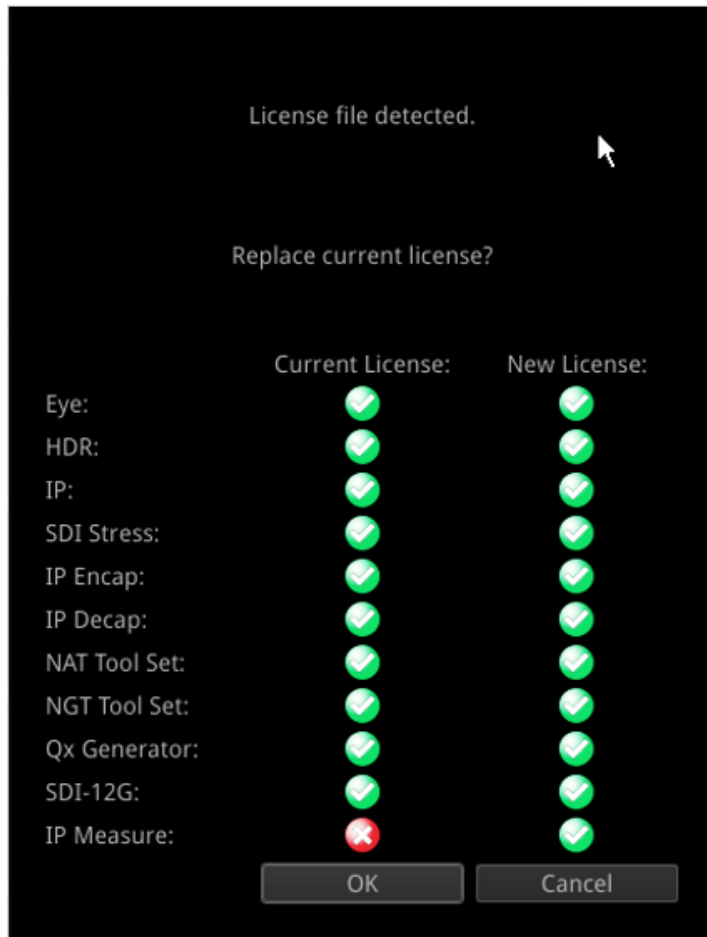 License file detected.
Replace current license?
Current License: New License:
Eye:
HDR:
IP:
SDI Stress:
IP Encap:
IP Decap:
NAT Tool Set:
NGT Tool Set:
Qx Generator:
SDI-12G:
IP Measure:
OK Cancel